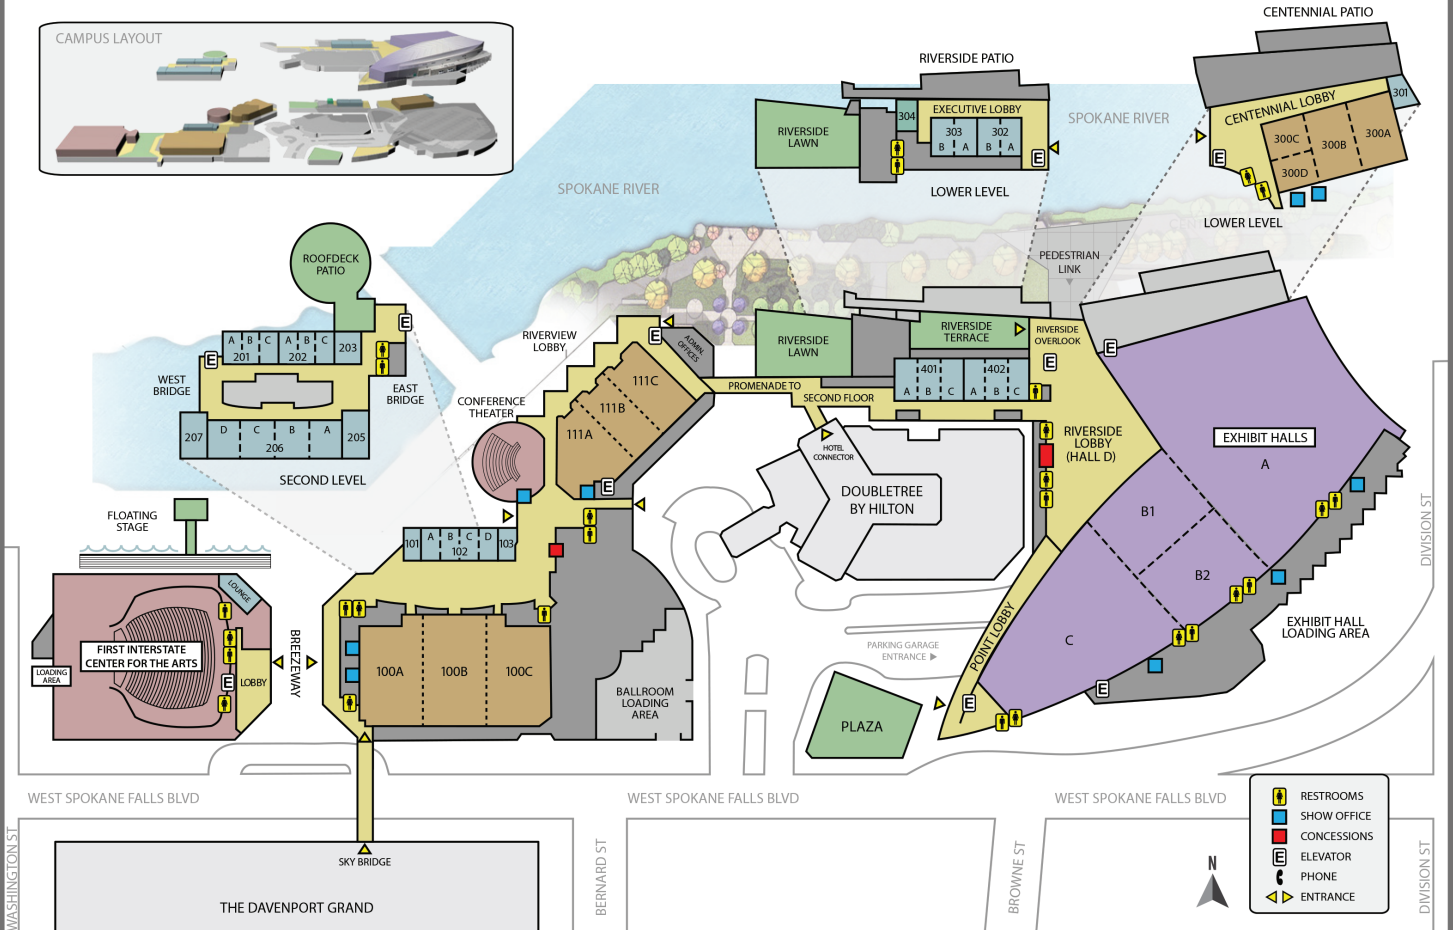 CAMPUS LAYOUT
CENTENNIAL PATIO
RIVERSIDE PATIO
SPOKANE RIVER
SPOKANE RIVER
RIVERSIDE
LAWN
304
EXECUTIVE LOBBY
303
302
B A
B A
E
LOWER LEVEL
CENTENNIAL LOBBY
301
300A
300B
300C
300D
E
LOWER LEVEL
PEDESTRIAN
LINK
ROOFDECK
PATIO
A B C
201
A B C
202
203
E
E
WEST
BRIDGE
EAST
BRIDGE
207
D C B A
206
205
SECOND LEVEL
RIVERVIEW
LOBBY
E
ADMIN.
OFFICES
111C
111B
111A
CONFERENCE
THEATER
E
PROMENADE TO
SECOND FLOOR
RIVERSIDE
LAWN
RIVERSIDE
TERRACE
RIVERSIDE
OVERLOOK
E
E
401
A B C
402
A B C
HOTEL
CONNECTOR
DOUBLETREE
BY HILTON
RIVERSIDE
LOBBY
(HALL D)
EXHIBIT HALLS
A
B1
B2
C
EXHIBIT HALL
LOADING AREA
E
POINT LOBBY
E
PARKING GARAGE
ENTRANCE
PLAZA
FLOATING
STAGE
101
A B C D
102
103
LOUNGE
FIRST INTERSTATE
CENTER FOR THE ARTS
LOADING
AREA
E
LOBBY
BREEZEWAY
100A
100B
100C
BALLROOM
LOADING
AREA
WEST SPOKANE FALLS BLVD
WEST SPOKANE FALLS BLVD
WEST SPOKANE FALLS BLVD
SKY BRIDGE
THE DAVENPORT GRAND
WASHINGTON ST
BERNARD ST
BROWNE ST
DIVISION ST
DIVISION ST
N
RESTROOMS
SHOW OFFICE
CONCESSIONS
E ELEVATOR
PHONE
ENTRANCE